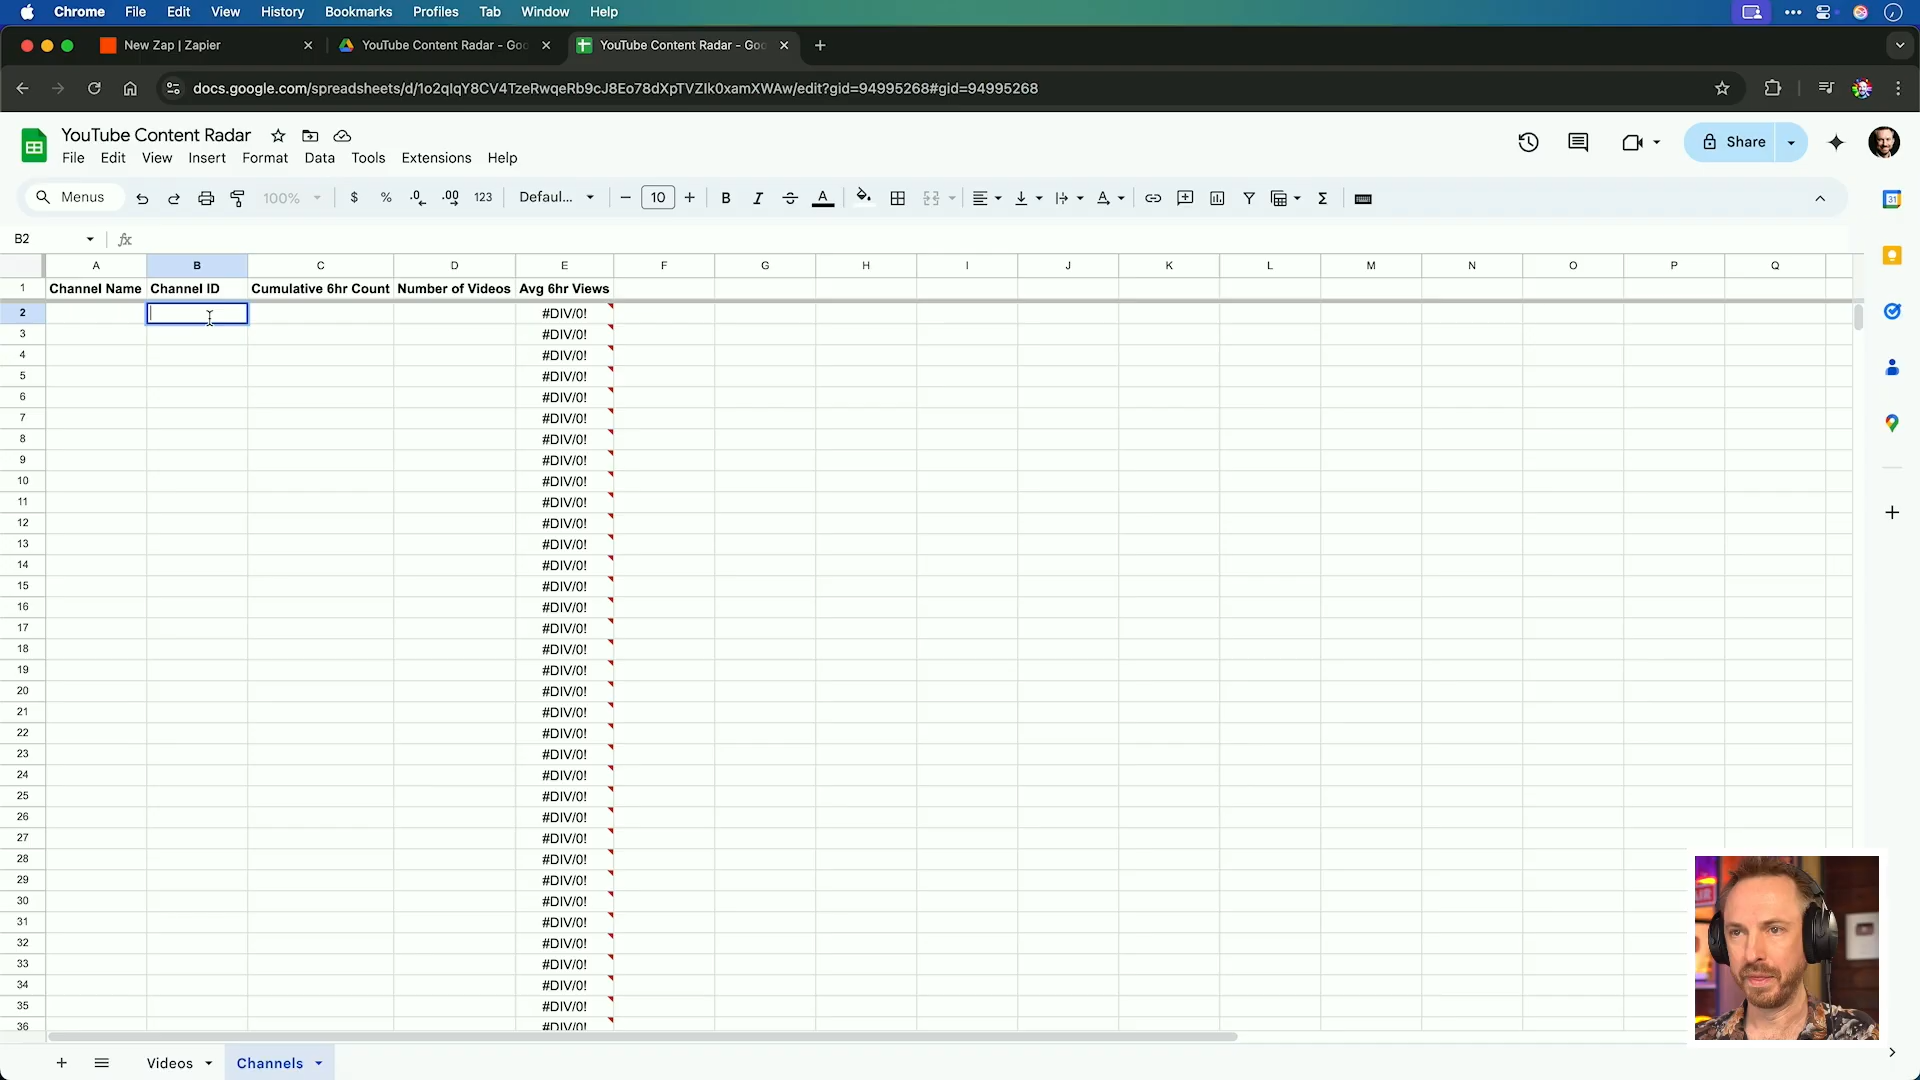 Chrome File Edit View History Bookmarks Profiles Tab Window Help
New Zap | Zapier
YouTube Content Radar - Goo
YouTube Content Radar - Goo
docs.google.com/spreadsheets/d/1o2qIqY8CV4TzeRwqeRb9cJ8Eo78dXpTVZIk0xamXWAw/edit?gid=94995268#gid=94995268
YouTube Content Radar
File Edit View Insert Format Data Tools Extensions Help
Share
Menus 100% $ % .0 .00 123 Defaul... 10 B I A
B2 fx
A B C D E F G H I J K L M N O P Q
1 Channel Name Channel ID Cumulative 6hr Count Number of Videos Avg 6hr Views
2 #DIV/0!
3 #DIV/0!
4 #DIV/0!
5 #DIV/0!
6 #DIV/0!
7 #DIV/0!
8 #DIV/0!
9 #DIV/0!
10 #DIV/0!
11 #DIV/0!
12 #DIV/0!
13 #DIV/0!
14 #DIV/0!
15 #DIV/0!
16 #DIV/0!
17 #DIV/0!
18 #DIV/0!
19 #DIV/0!
20 #DIV/0!
21 #DIV/0!
22 #DIV/0!
23 #DIV/0!
24 #DIV/0!
25 #DIV/0!
26 #DIV/0!
27 #DIV/0!
28 #DIV/0!
29 #DIV/0!
30 #DIV/0!
31 #DIV/0!
32 #DIV/0!
33 #DIV/0!
34 #DIV/0!
35 #DIV/0!
36 #DIV/0!
Videos Channels